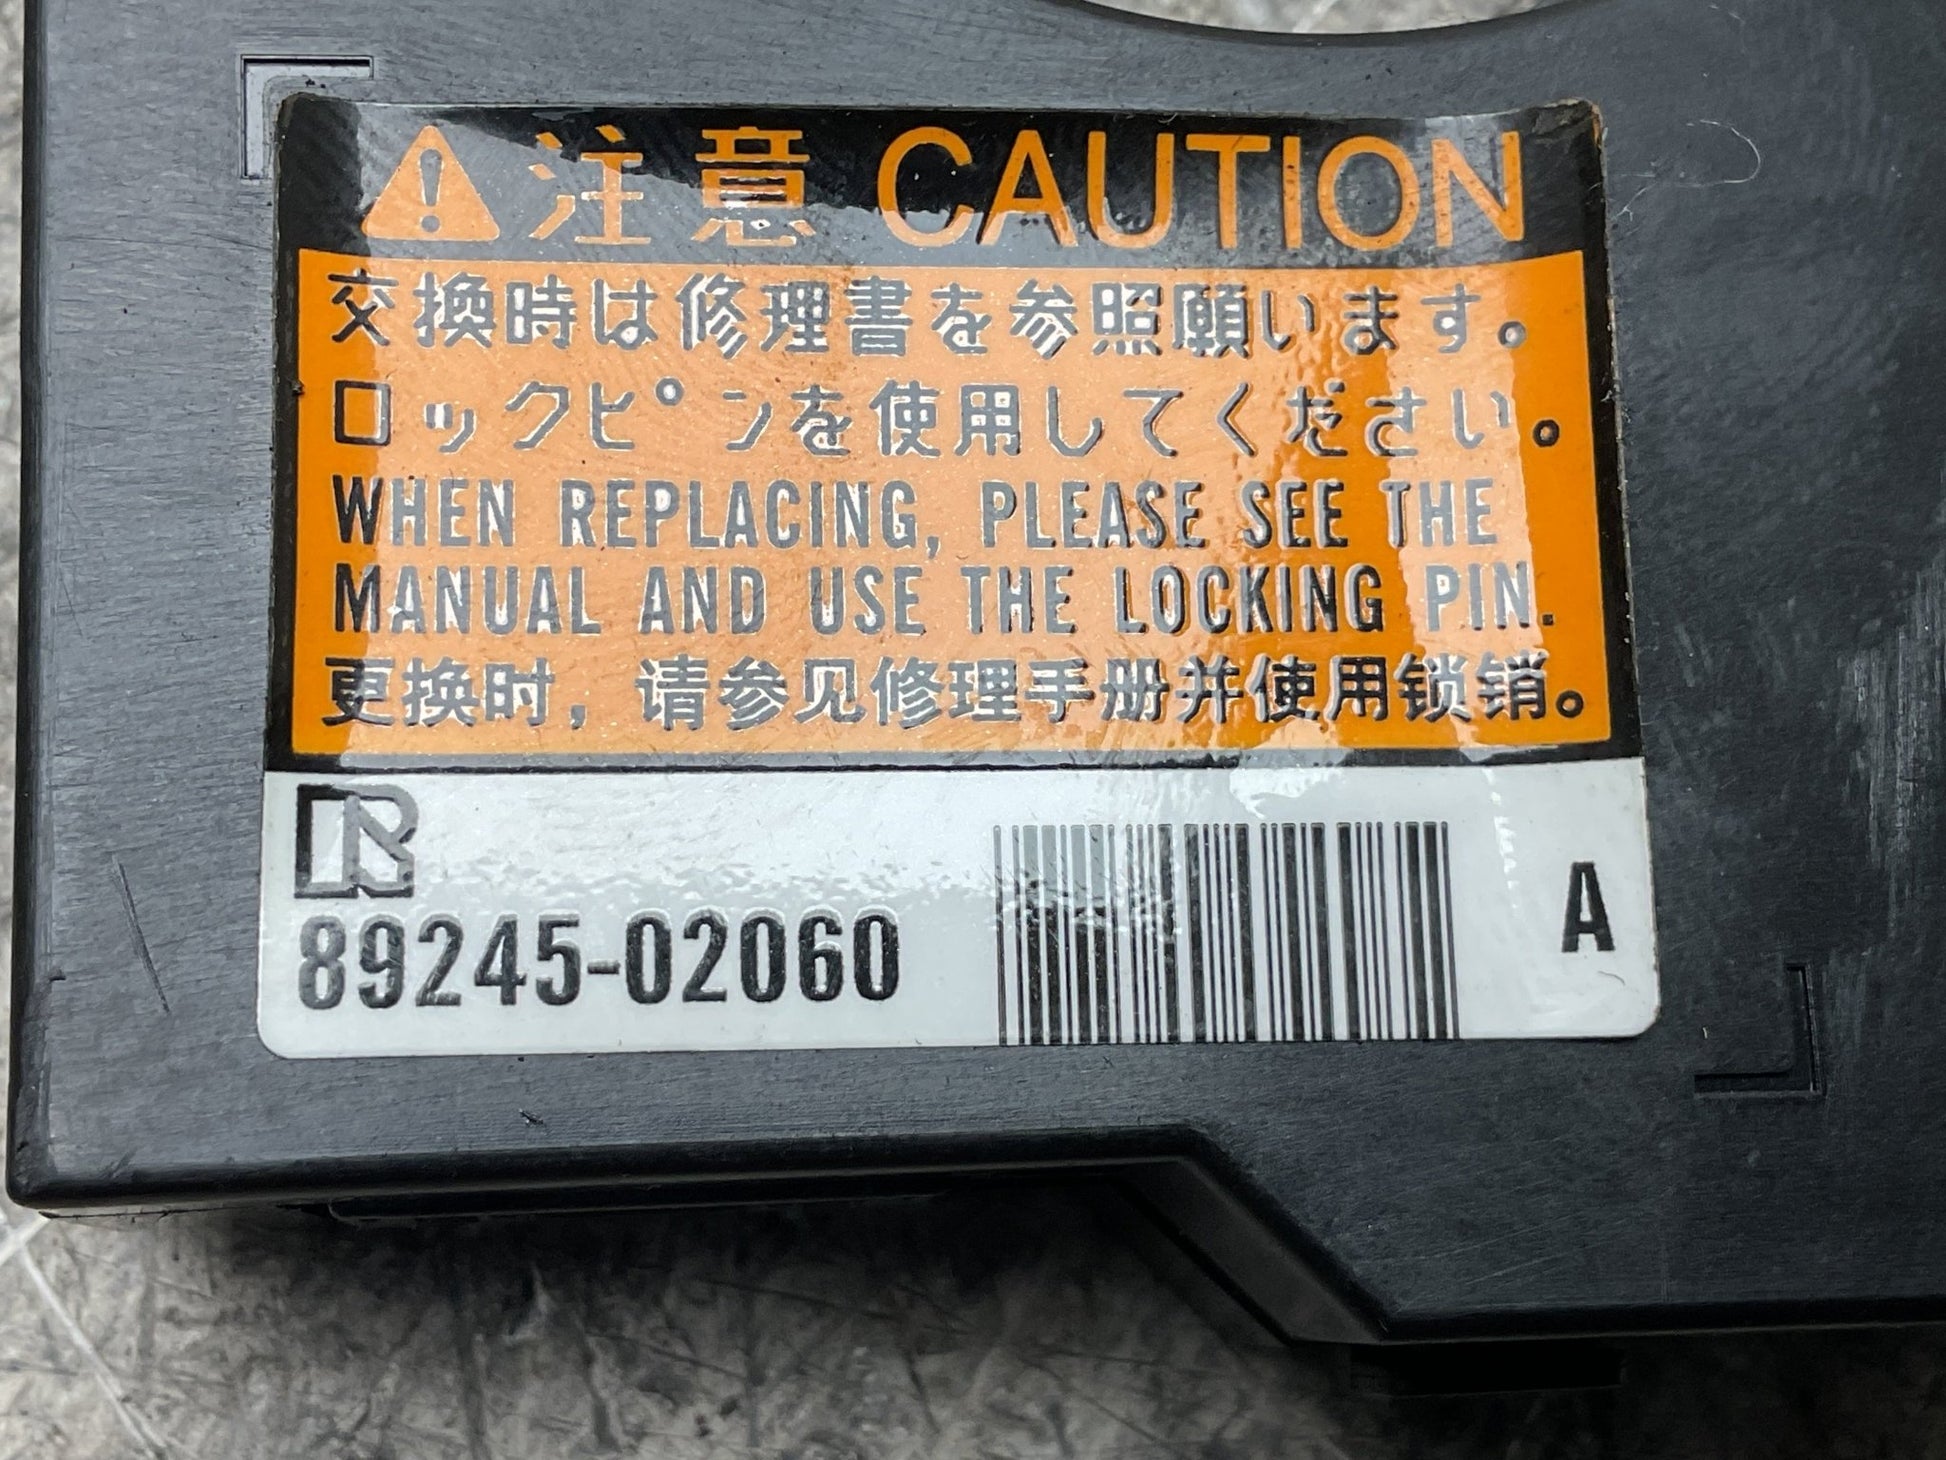 注意 CAUTION
交換時は修理書を参照願います。
ロックピンを使用してください。
WHEN REPLACING, PLEASE SEE THE
MANUAL AND USE THE LOCKING PIN.
更换时，请参见修理手册并使用锁销。
R
89245-02060
A